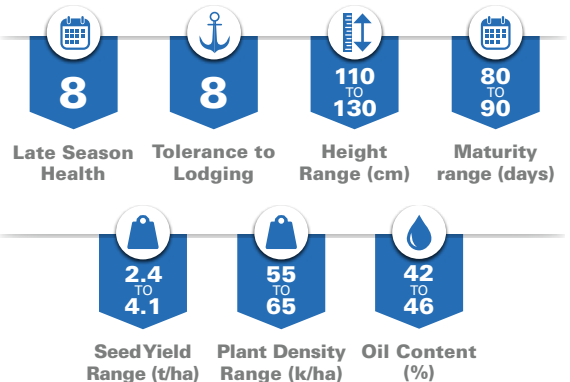 8
Late Season
Health
8
Tolerance to
Lodging
110
TO
130
Height
Range (cm)
80
TO
90
Maturity
range (days)
2.4
TO
4.1
Seed Yield
Range (t/ha)
55
TO
65
Plant Density
Range (k/ha)
42
TO
46
Oil Content
(%)